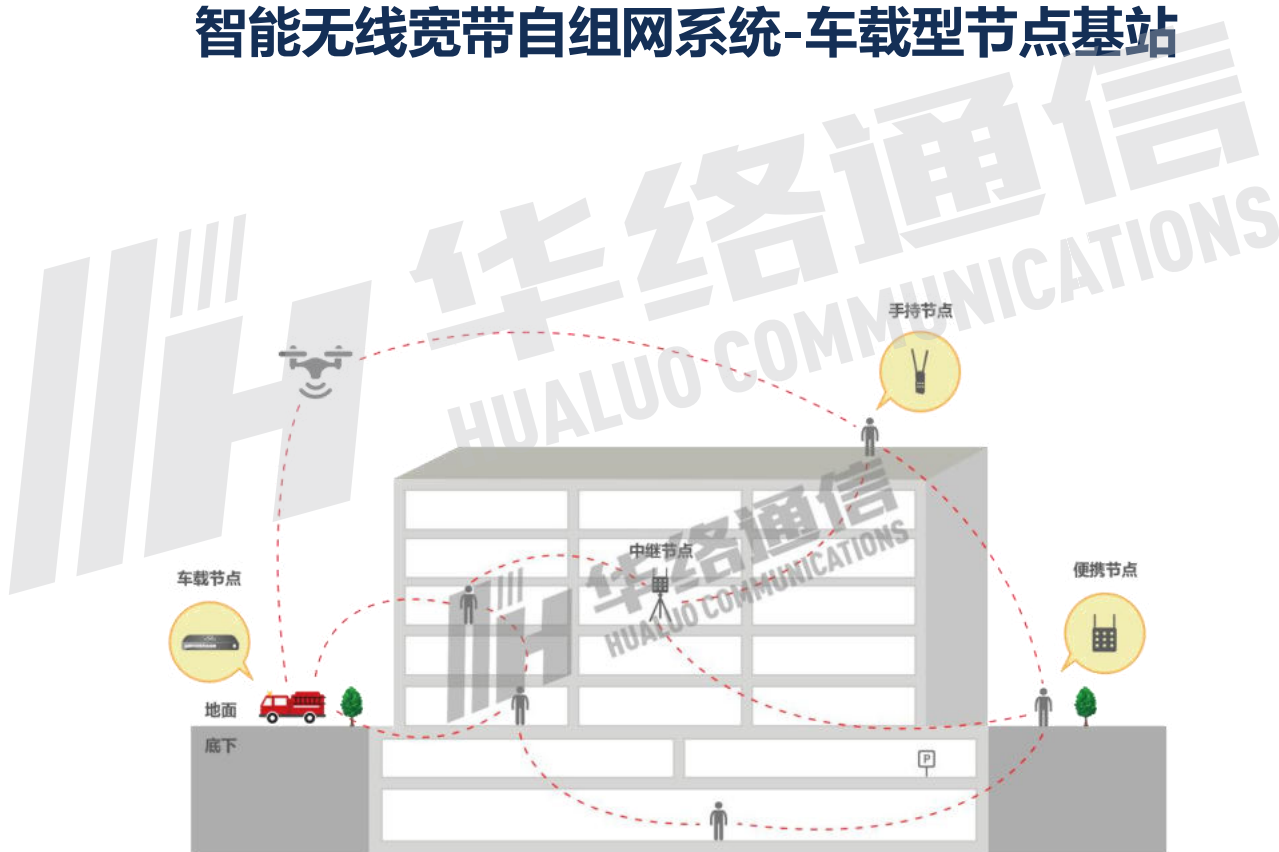 智能无线宽带自组网系统-车载型节点基站
华络通信
HUALUO COMMUNICATIONS
手持节点
华络通信
HUALUO COMMUNICATIONS
中继节点
车载节点
便携节点
地面
底下
P